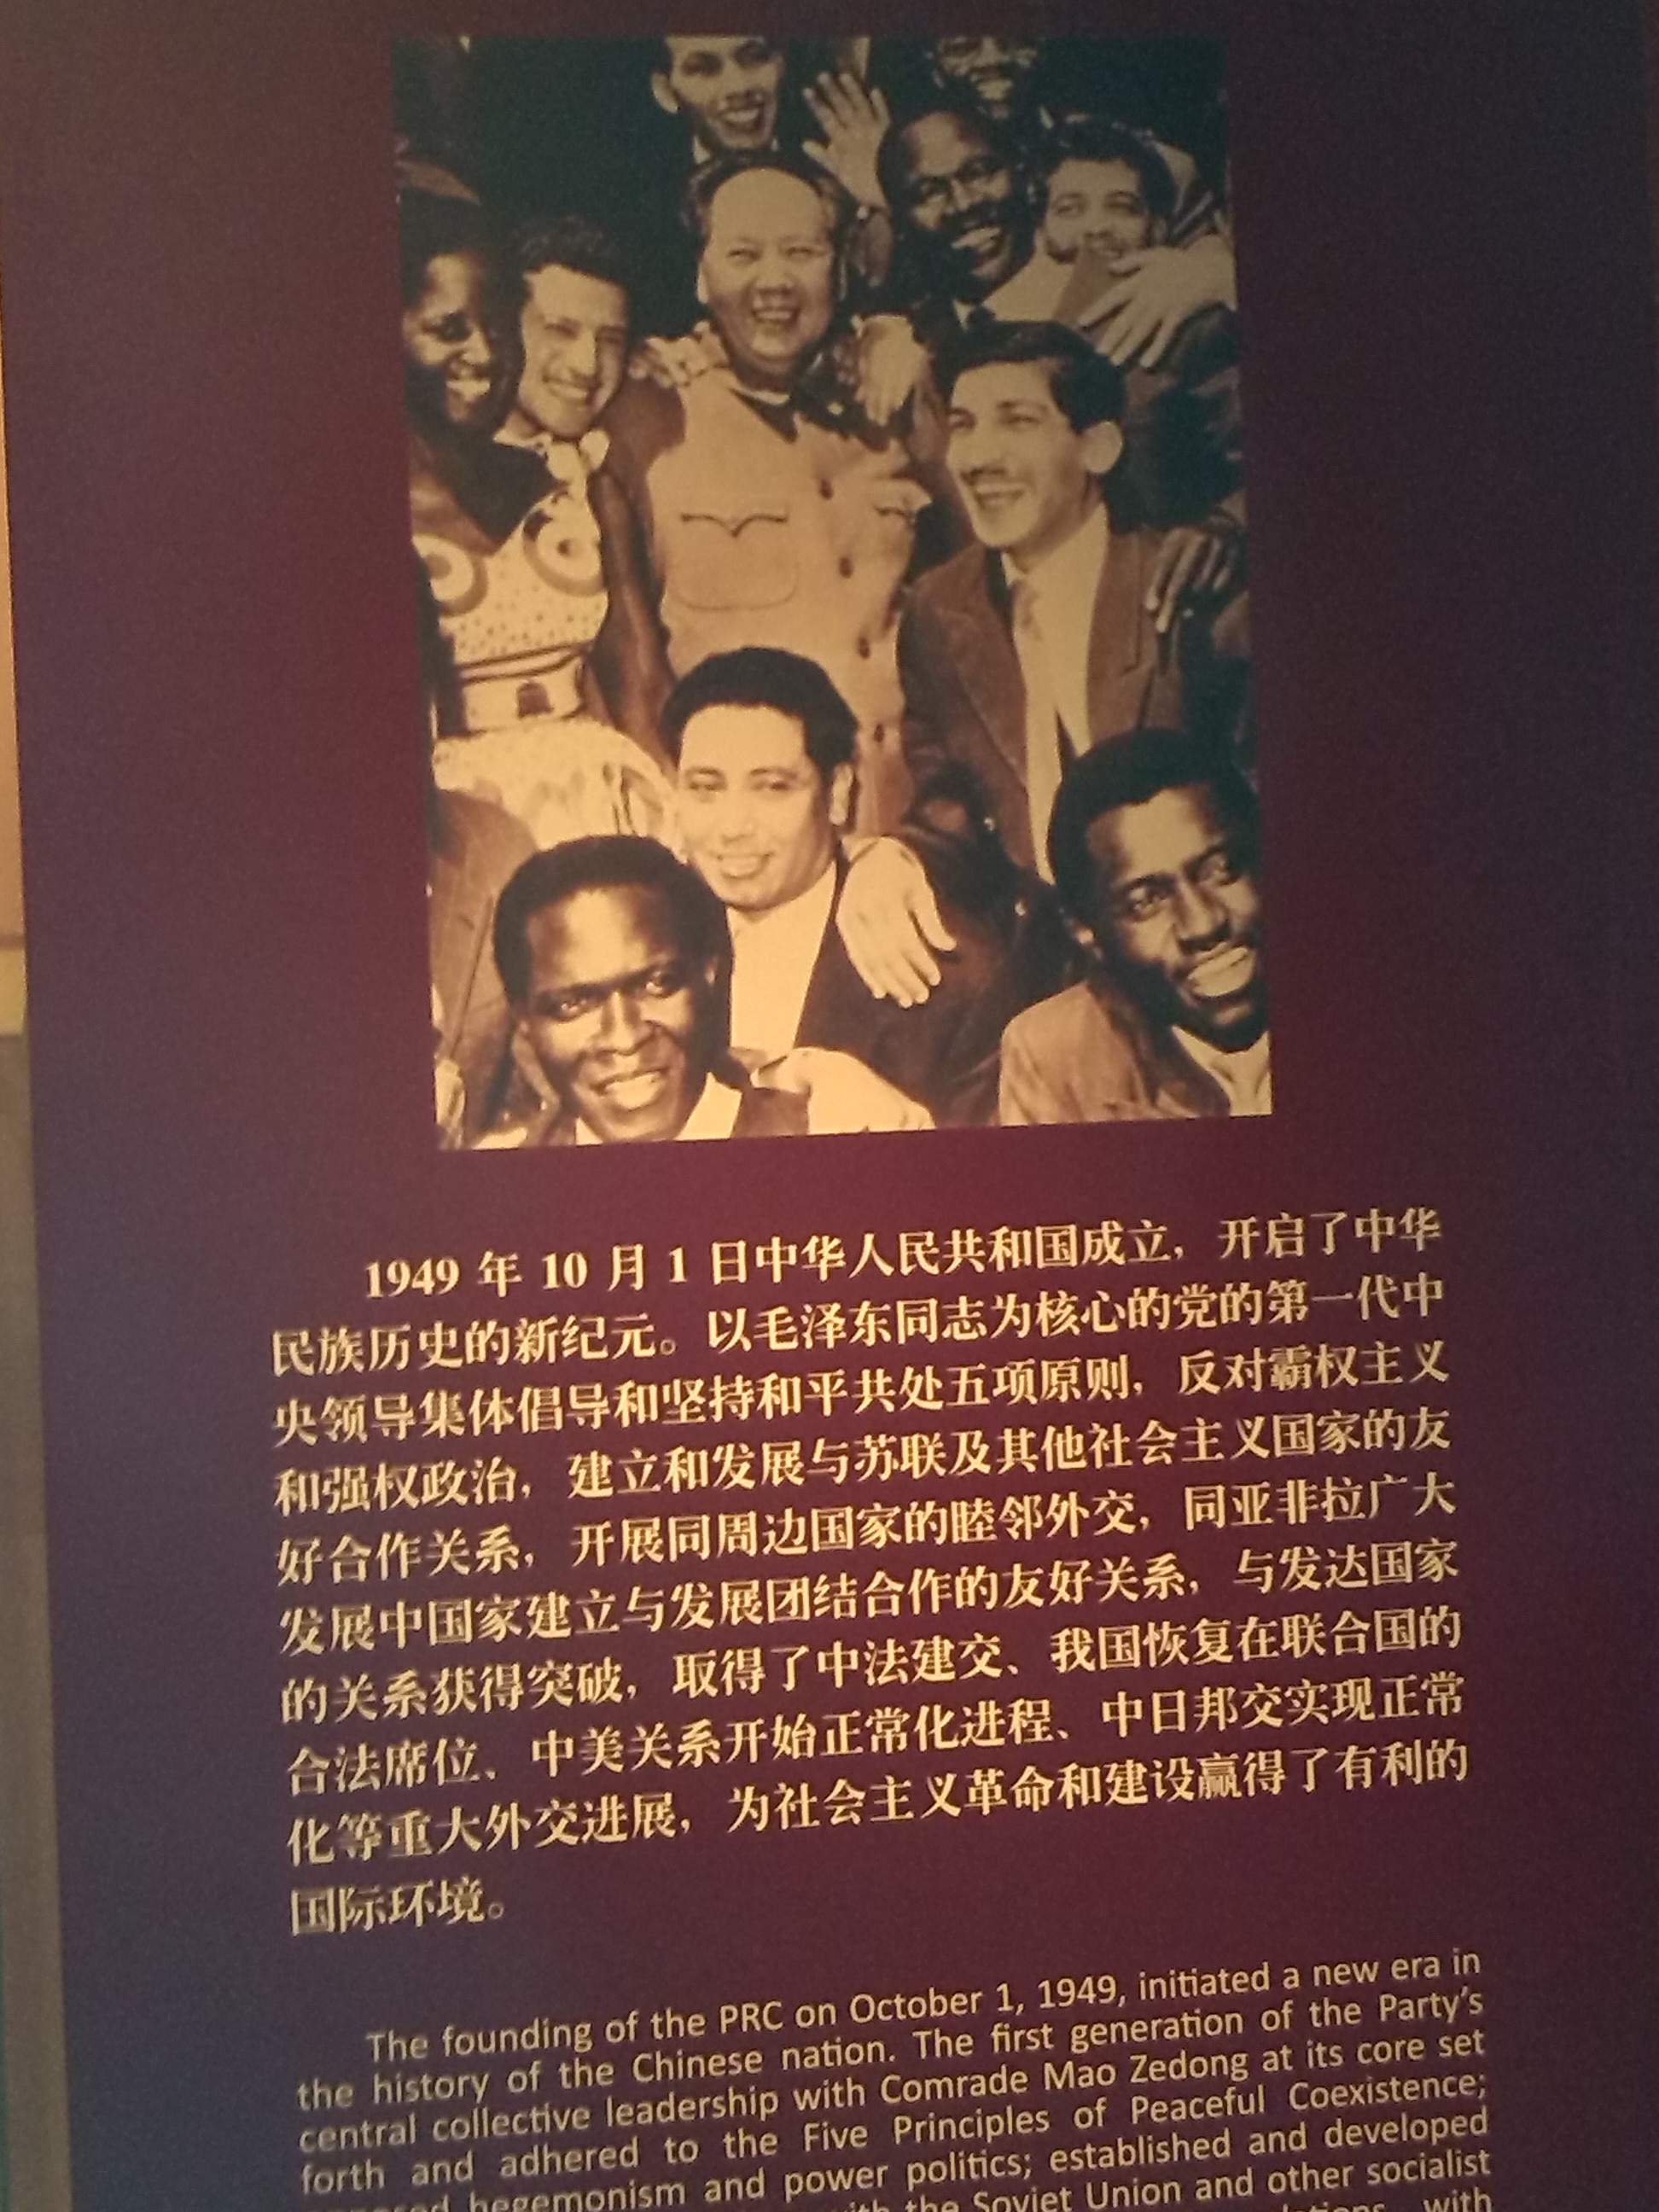 1949 年 10 月 1 日中华人民共和国成立，开启了中华
民族历史的新纪元。以毛泽东同志为核心的党的第一代中
央领导集体倡导和坚持和平共处五项原则，反对霸权主义
和强权政治，建立和发展与苏联及其他社会主义国家的友
好合作关系，开展同周边国家的睦邻外交，同亚非拉广大
发展中国家建立与发展团结合作的友好关系，与发达国家
的关系获得突破，取得了中法建交、我国恢复在联合国的
合法席位、中美关系开始正常化进程、中日邦交实现正常
化等重大外交进展，为社会主义革命和建设赢得了有利的
国际环境。
The founding of the PRC on October 1, 1949, initiated a new era in
the history of the Chinese nation. The first generation of the Party's
central collective leadership with Comrade Mao Zedong at its core set
forth and adhered to the Five Principles of Peaceful Coexistence;
hegemonism and power politics; established and developed
the Soviet Union and other socialist
with